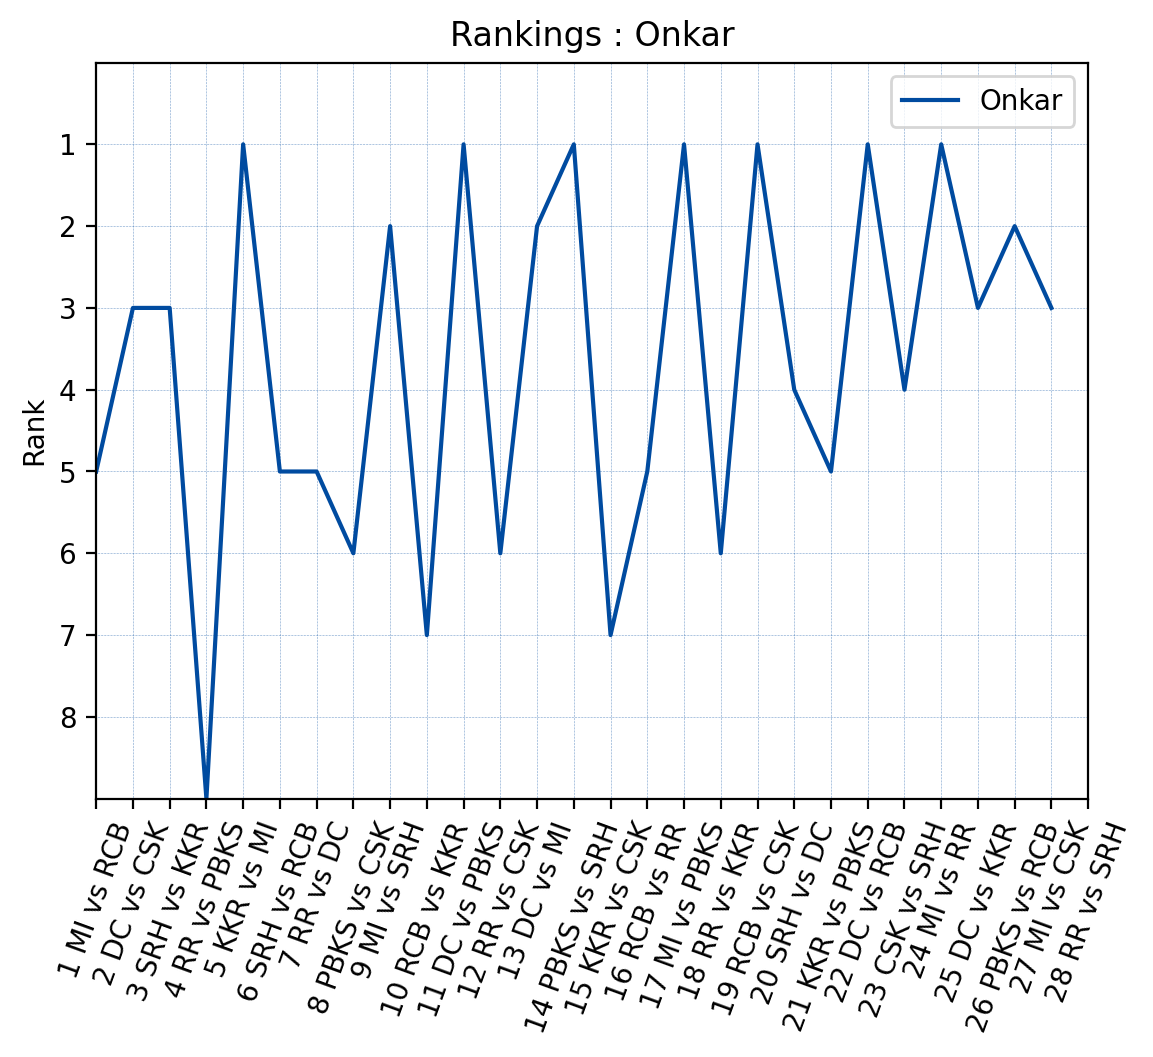 Rankings : Onkar
Onkar
Rank
1
2
3
4
5
6
7
8
1 MI vs RCB
2 DC vs CSK
3 SRH vs KKR
4 RR vs PBKS
5 KKR vs MI
6 SRH vs RCB
7 RR vs DC
8 PBKS vs CSK
9 MI vs SRH
10 RCB vs KKR
11 DC vs PBKS
12 RR vs CSK
13 DC vs MI
14 PBKS vs SRH
15 KKR vs CSK
16 RCB vs RR
17 MI vs PBKS
18 RR vs KKR
19 RCB vs CSK
20 SRH vs DC
21 KKR vs PBKS
22 DC vs RCB
23 CSK vs SRH
24 MI vs RR
25 DC vs KKR
26 PBKS vs RCB
27 MI vs CSK
28 RR vs SRH